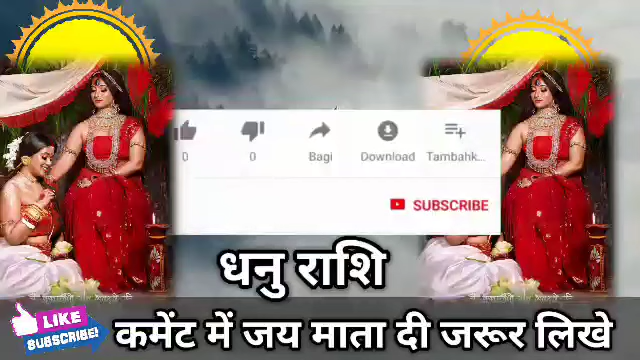 0 0 Bagi Download Tambahk...
SUBSCRIBE
धनु राशि
LIKE
SUBSCRIBE!
कमेंट में जय माता दी जरूर लिखे